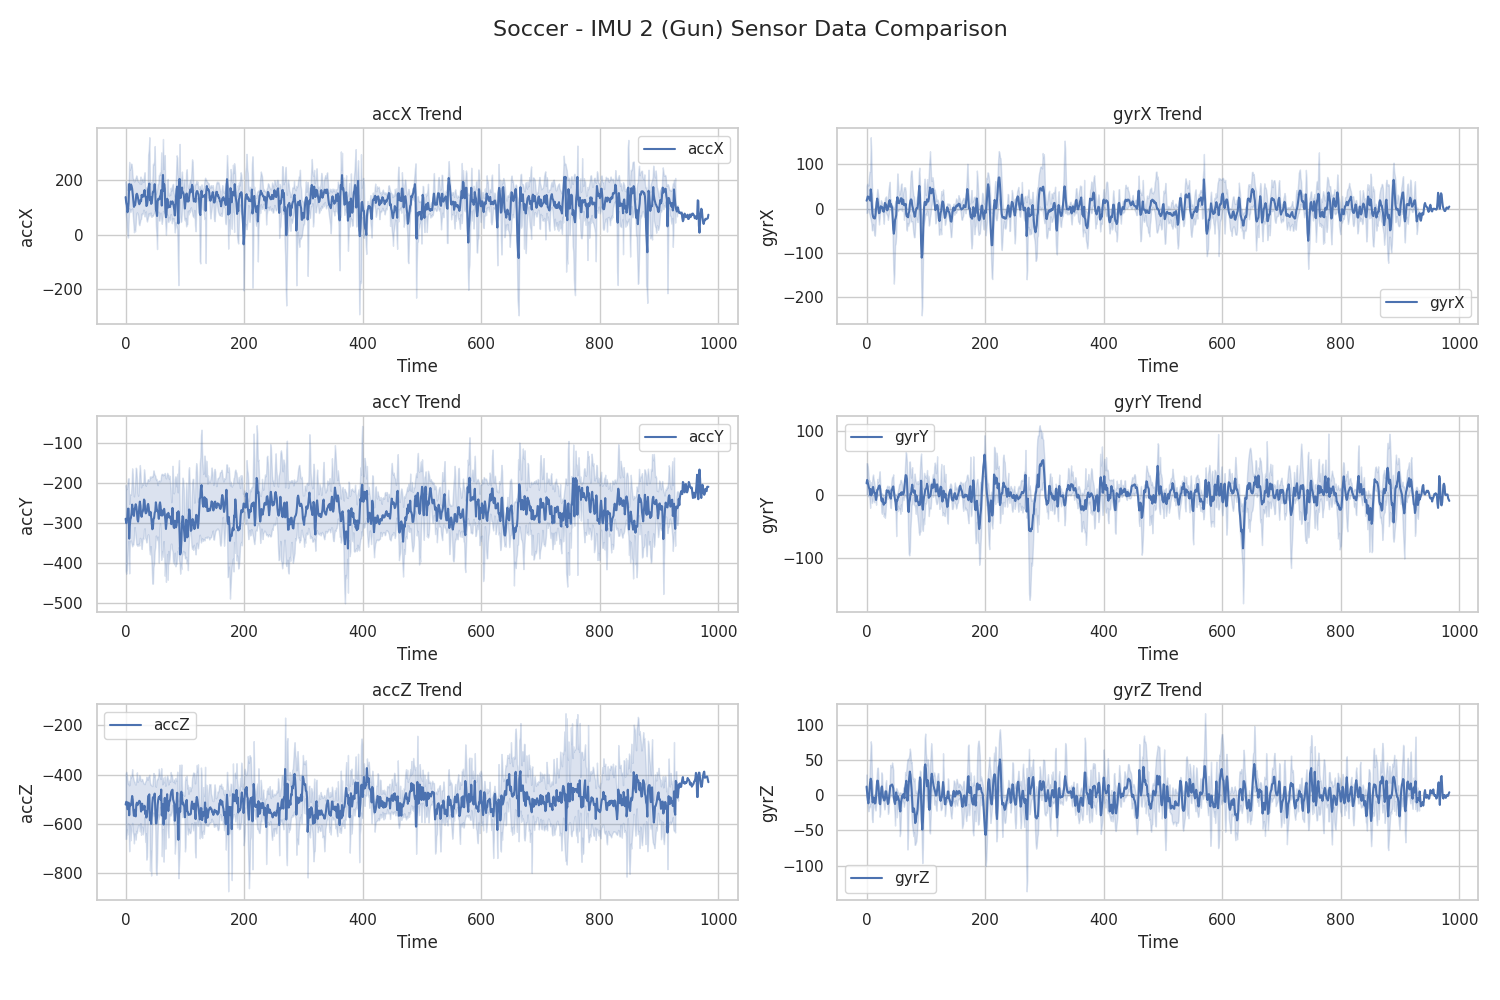 Soccer - IMU 2 (Gun) Sensor Data Comparison
accX Trend
accX
200
0
−200
accX
0 200 400 600 800 1000
Time
gyrX Trend
gyrX
100
0
−100
−200
gyrX
0 200 400 600 800 1000
Time
accY Trend
accY
−100
−200
−300
−400
−500
accY
0 200 400 600 800 1000
Time
gyrY Trend
gyrY
100
0
−100
gyrY
0 200 400 600 800 1000
Time
accZ Trend
accZ
−200
−400
−600
−800
accZ
0 200 400 600 800 1000
Time
gyrZ Trend
gyrZ
100
50
0
−50
−100
gyrZ
0 200 400 600 800 1000
Time